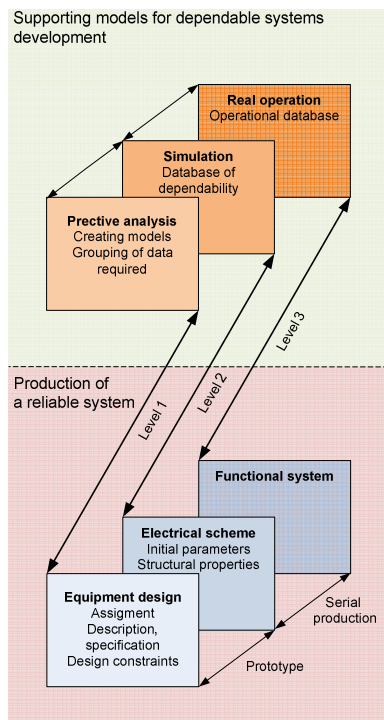 Supporting models for dependable systems
development
Real operation
Operational database
Simulation
Database of
dependability
Prective analysis
Creating models
Grouping of data
required
Level 1
Level 2
Level 3
Production of
a reliable system
Functional system
Electrical scheme
Initial parameters
Structural properties
Equipment design
Assigment
Description,
specification
Design constraints
Serial
production
Prototype